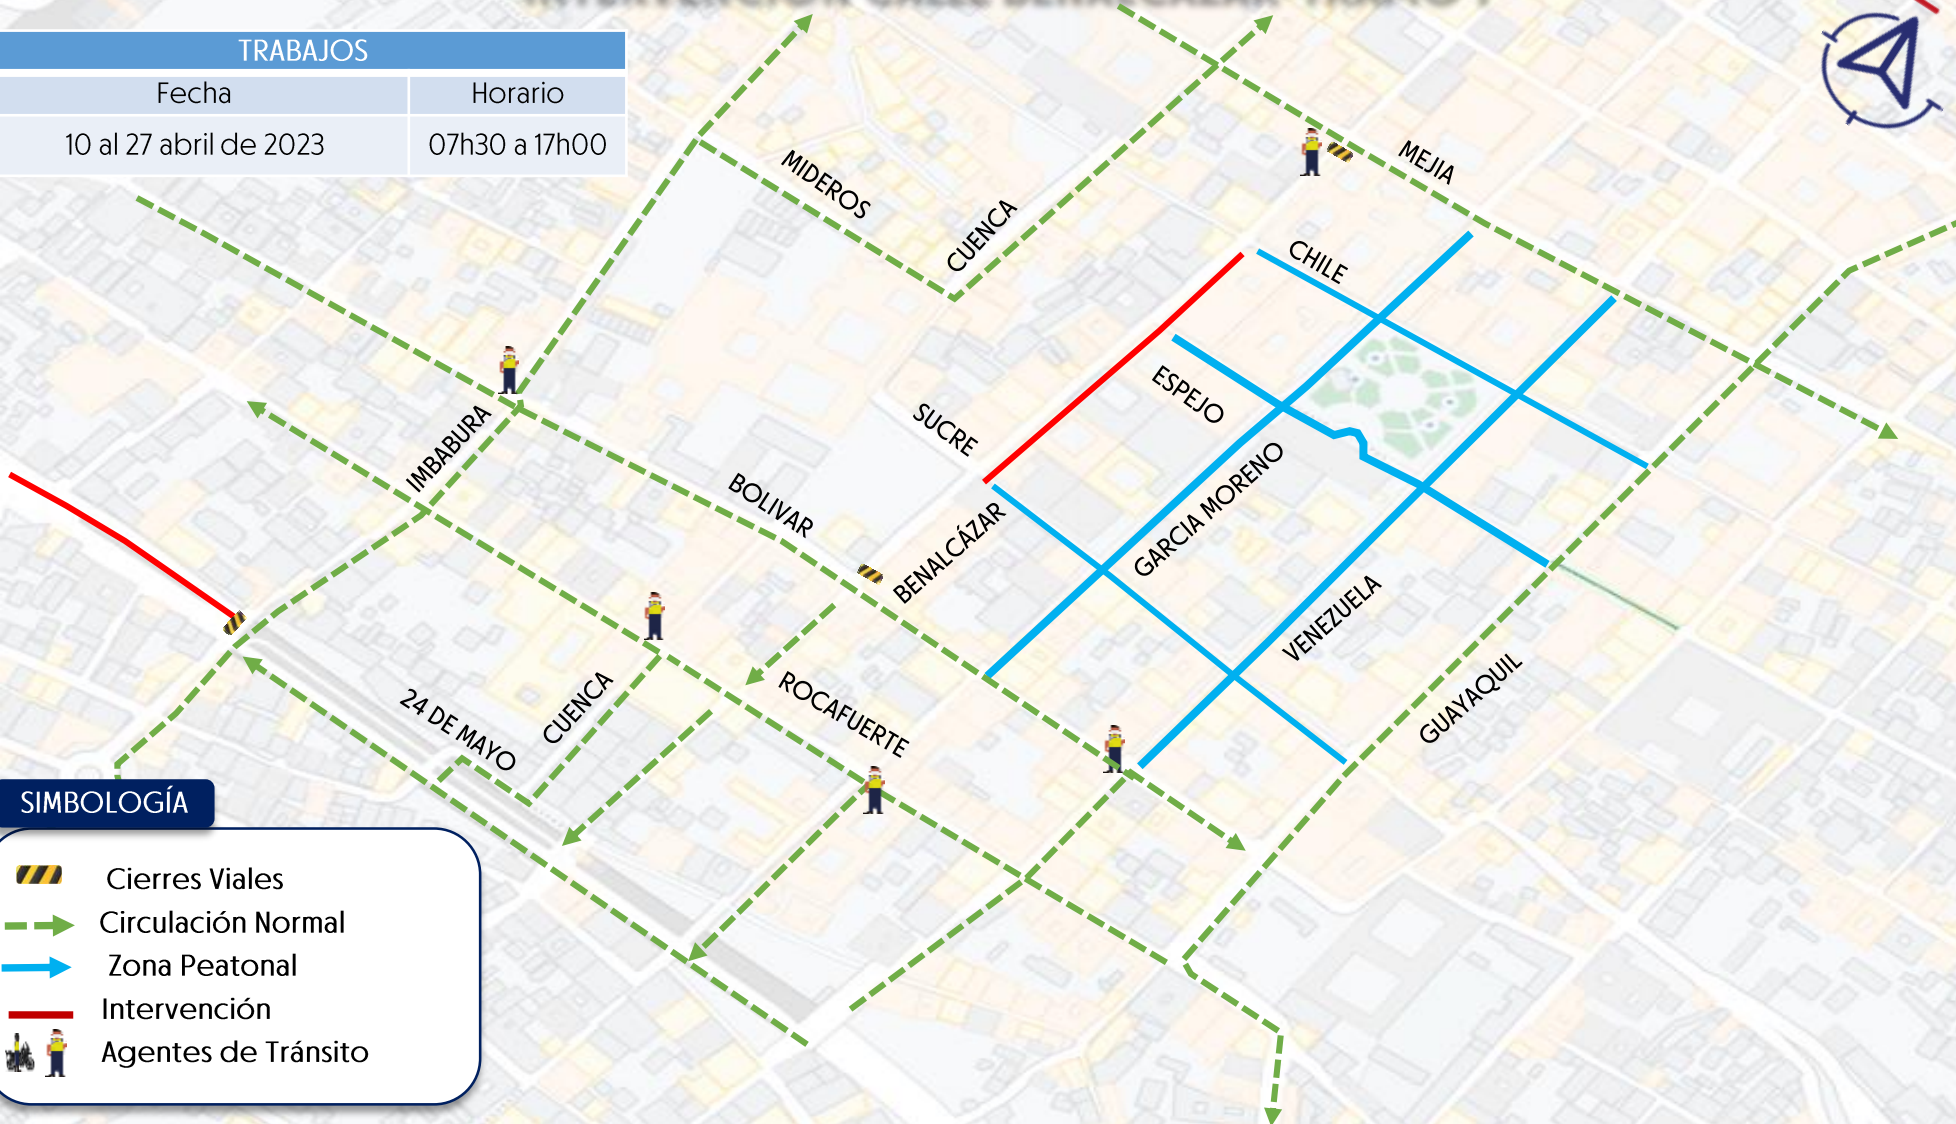 TRABAJOS
Fecha
Horario
10 al 27 abril de 2023
07h30 a 17h00
MIDEROS
CUENCA
MEJIA
CHILE
ESPEJO
SUCRE
IMBABURA
BOLIVAR
BENALCÁZAR
GARCIA MORENO
VENEZUELA
GUAYAQUIL
ROCAFUERTE
CUENCA
24 DE MAYO
SIMBOLOGÍA
Cierres Viales
Circulación Normal
Zona Peatonal
Intervención
Agentes de Tránsito